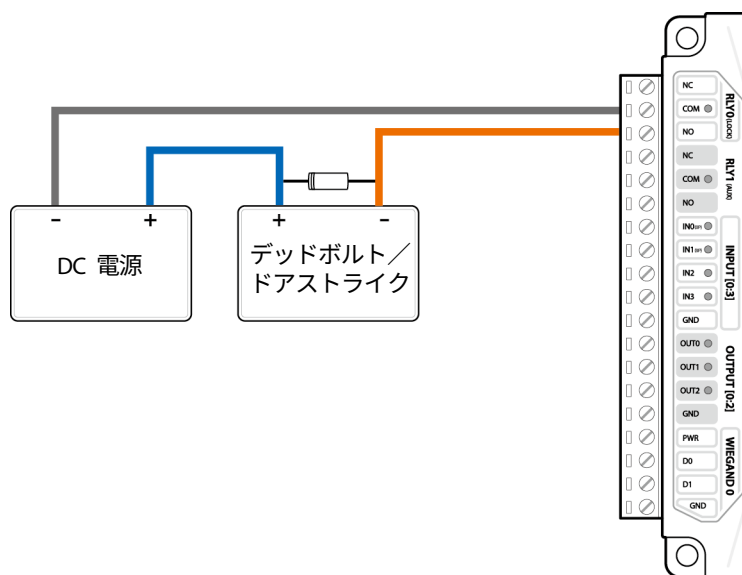 - +
DC 電源
+ -
デッドボルト／
ドアストライク
NC
COM
NO
RLY0 (LOCK)
NC
COM
NO
RLY1 (AUX)
IN0(SPI)
IN1(SPI)
IN2
IN3
GND
INPUT [0:3]
OUT0
OUT1
OUT2
GND
OUTPUT [0:2]
PWR
D0
D1
GND
WIEGAND 0